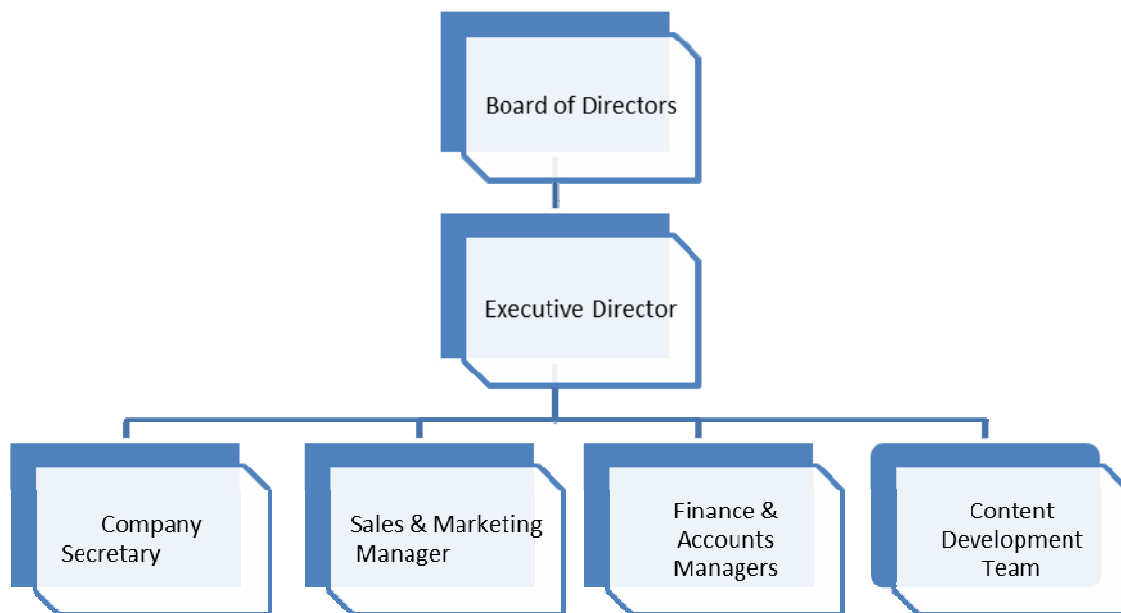 Board of Directors
Executive Director
Company
Secretary
Sales & Marketing
Manager
Finance &
Accounts
Managers
Content
Development
Team